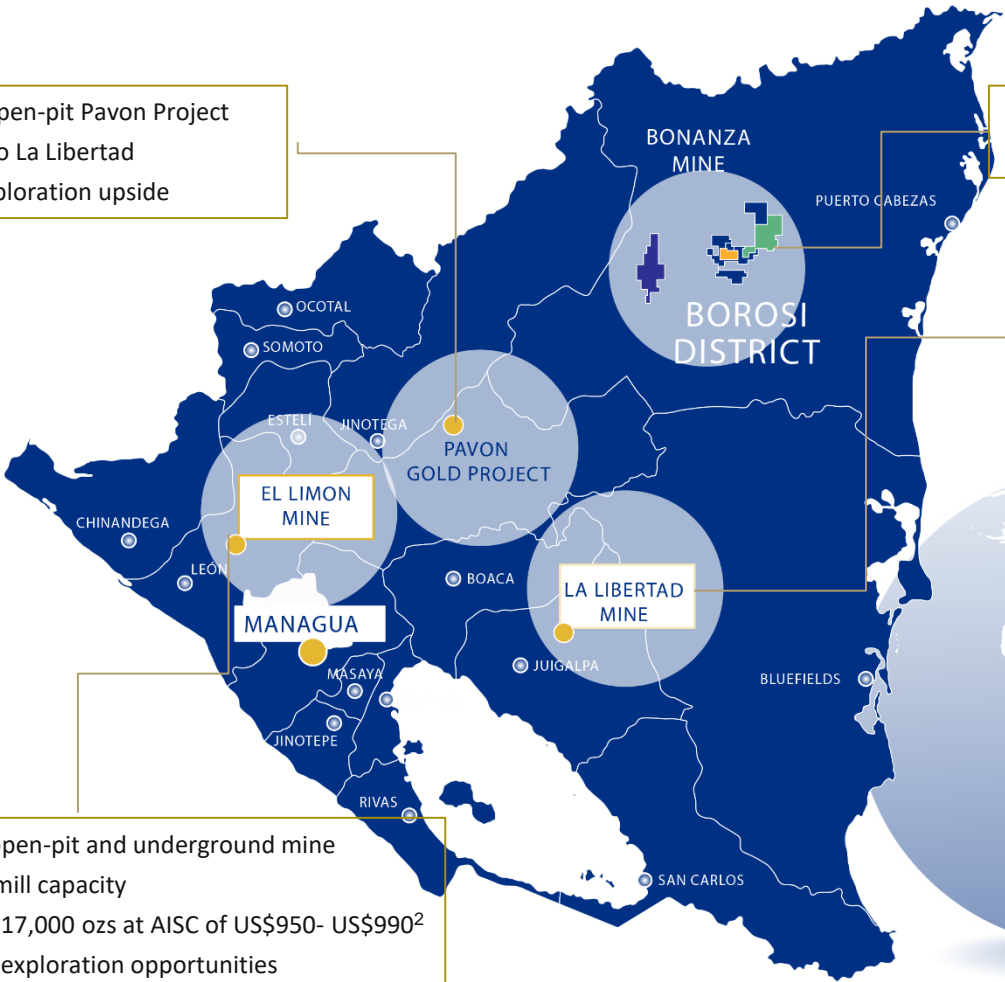 pen-pit Pavon Project
o La Libertad
ploration upside
BONANZA
MINE
PUERTO CABEZAS
BOROSI
DISTRICT
OCOTAL
SOMOTO
ESTELÍ
JINOTEGA
PAVON
GOLD PROJECT
EL LIMON
MINE
CHINANDEGA
LEÓN
BOACA
LA LIBERTAD
MINE
MANAGUA
JUIGALPA
MASAYA
BLUEFIELDS
JINOTEPE
RIVAS
SAN CARLOS
open-pit and underground mine
mill capacity
17,000 ozs at AISC of US$950- US$990²
exploration opportunities